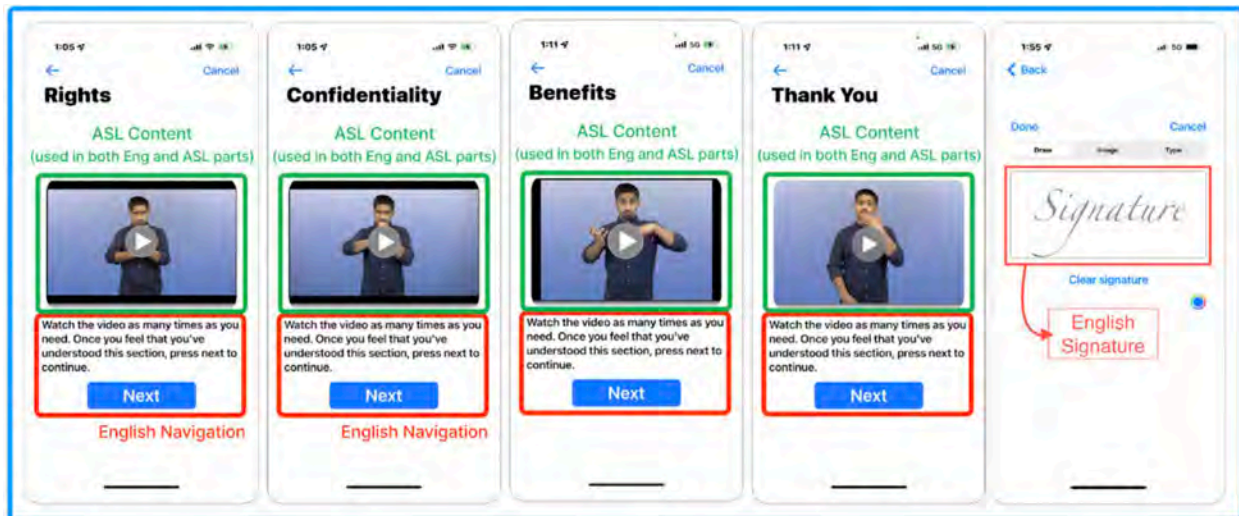 1:05
Cancel
Rights
ASL Content
(used in both Eng and ASL parts)
Watch the video as many times as you
need. Once you feel that you've
understood this section, press next to
continue.
Next
English Navigation
1:05
Cancel
Confidentiality
ASL Content
(used in both Eng and ASL parts)
Watch the video as many times as you
need. Once you feel that you've
understood this section, press next to
continue.
Next
English Navigation
1:11
5G
Cancel
Benefits
ASL Content
(used in both Eng and ASL parts)
Watch the video as many times as you
need. Once you feel that you've
understood this section, press next to
continue.
Next
1:11
5G
Cancel
Thank You
ASL Content
(used in both Eng and ASL parts)
Watch the video as many times as you
need. Once you feel that you've
understood this section, press next to
continue.
Next
1:55
5G
Back
Done
Cancel
Draw
Image
Type
Signature
Clear signature
English
Signature